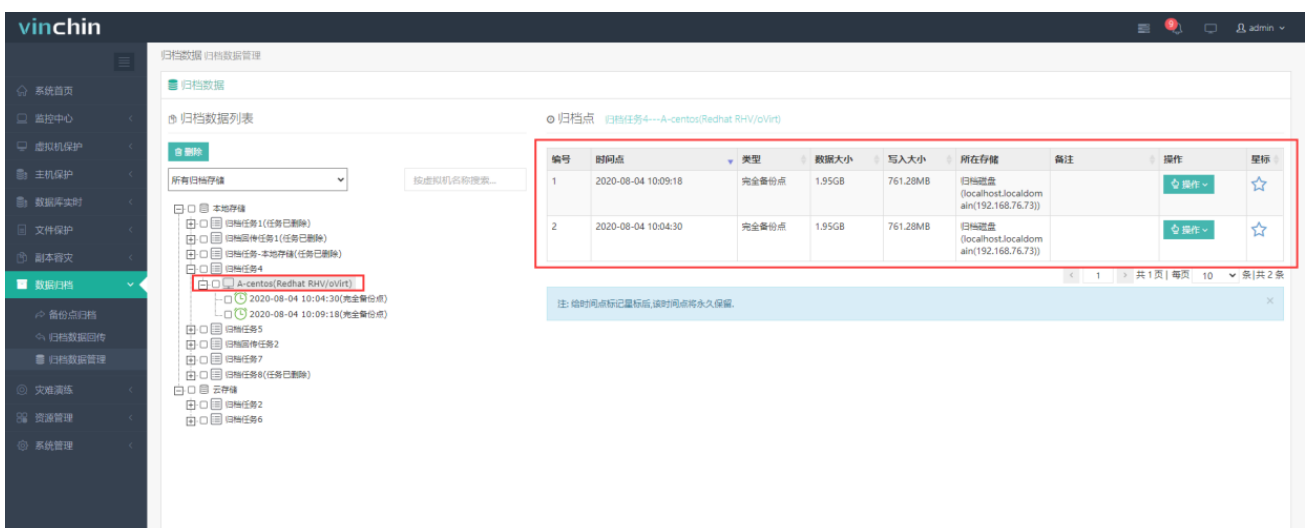 vinchin
9
admin
归档数据 归档数据管理
系统首页
监控中心
虚拟机保护
主机保护
数据库实时
文件保护
副本容灾
数据归档
备份点归档
归档数据回传
归档数据管理
灾难演练
资源管理
系统管理
归档数据
归档数据列表
删除
所有归档存储
按虚拟机名称搜索...
本地存储
归档任务1(任务已删除)
归档回传任务1(任务已删除)
归档任务-本地存储(任务已删除)
归档任务4
A-centos(Redhat RHV/oVirt)
2020-08-04 10:04:30(完全备份点)
2020-08-04 10:09:18(完全备份点)
归档任务5
归档回传任务2
归档任务7
归档任务8(任务已删除)
云存储
归档任务2
归档任务6
归档点 归档任务4---A-centos(Redhat RHV/oVirt)
编号 时间点 类型 数据大小 写入大小 所在存储 备注 操作 星标
1 2020-08-04 10:09:18 完全备份点 1.95GB 761.28MB 归档磁盘 操作
(localhost.localdom
ain(192.168.76.73))
2 2020-08-04 10:04:30 完全备份点 1.95GB 761.28MB 归档磁盘 操作
(localhost.localdom
ain(192.168.76.73))
< 1 > 共1页|每页 10 条|共2条
注: 给时间点标记星标后,该时间点将永久保留.